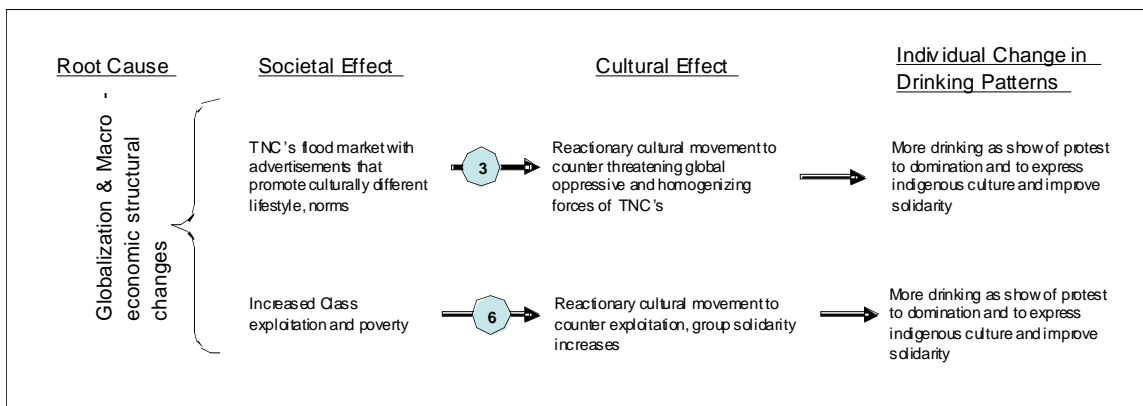 Root Cause
Societal Effect
Cultural Effect
Individual Change in
Drinking Patterns
Globalization & Macro -
economic structural
changes
TNC's flood market with
advertisements that
promote culturally different
lifestyle, norms
3
Reactionary cultural movement to
counter threatening global
oppressive and homogenizing
forces of TNC's
More drinking as show of protest
to domination and to express
indigenous culture and improve
solidarity
Increased Class
exploitation and poverty
6
Reactionary cultural movement to
counter exploitation, group solidarity
increases
More drinking as show of protest
to domination and to express
indigenous culture and improve
solidarity